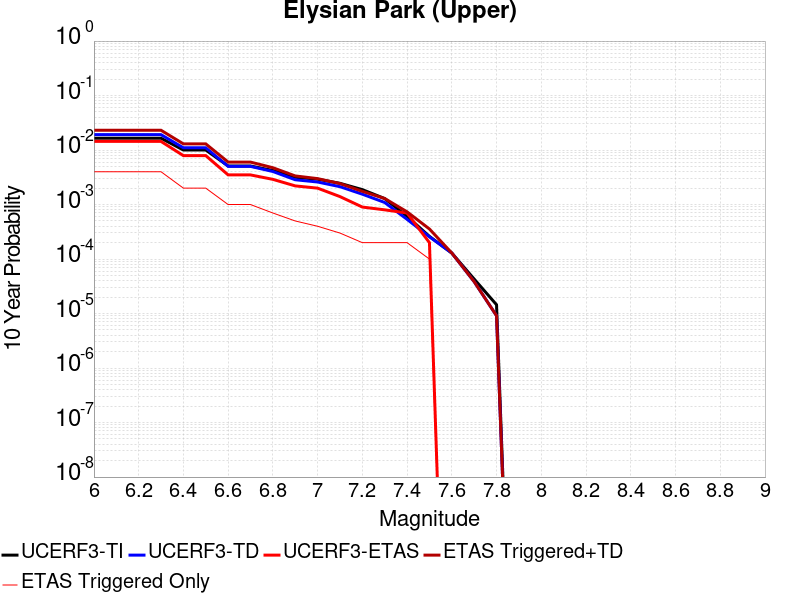 Elysian Park (Upper)
10 0
10 -1
10 -2
10 -3
10 -4
10 -5
10 -6
10 -7
10 -8
10 Year Probability
6 6.2 6.4 6.6 6.8 7 7.2 7.4 7.6 7.8 8 8.2 8.4 8.6 8.8 9
Magnitude
UCERF3-TI UCERF3-TD UCERF3-ETAS ETAS Triggered+TD
ETAS Triggered Only